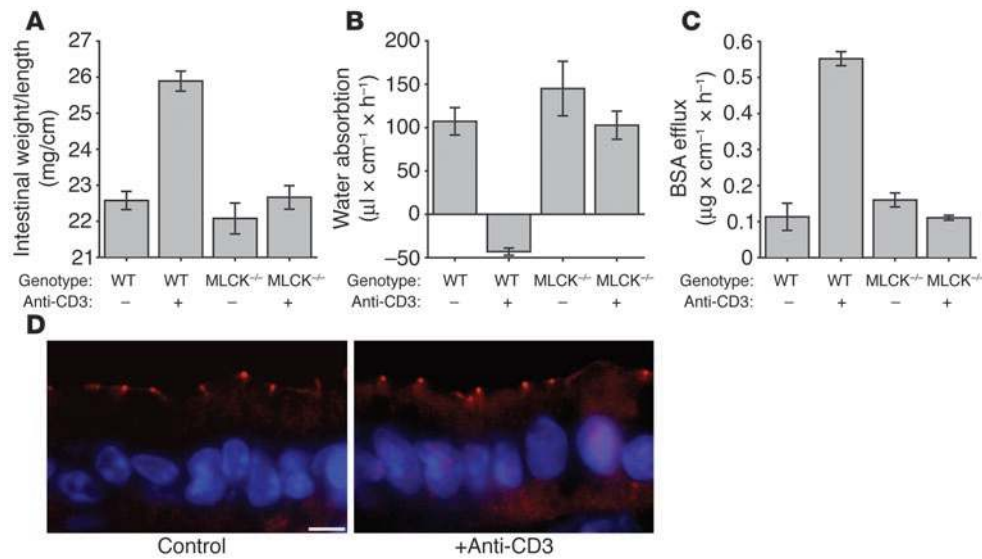 A
Intestinal weight/length
(mg/cm)
27
26
25
24
23
22
21
Genotype: WT WT MLCK⁻/⁻ MLCK⁻/⁻
Anti-CD3: − + − +
B
Water absorbtion
(µl × cm⁻¹ × h⁻¹)
200
150
100
50
0
−50
WT WT MLCK⁻/⁻ MLCK⁻/⁻
− + − +
C
BSA efflux
(µg × cm⁻¹ × h⁻¹)
0.6
0.5
0.4
0.3
0.2
0.1
0
Genotype: WT WT MLCK⁻/⁻ MLCK⁻/⁻
Anti-CD3: − + − +
D
Control
+Anti-CD3